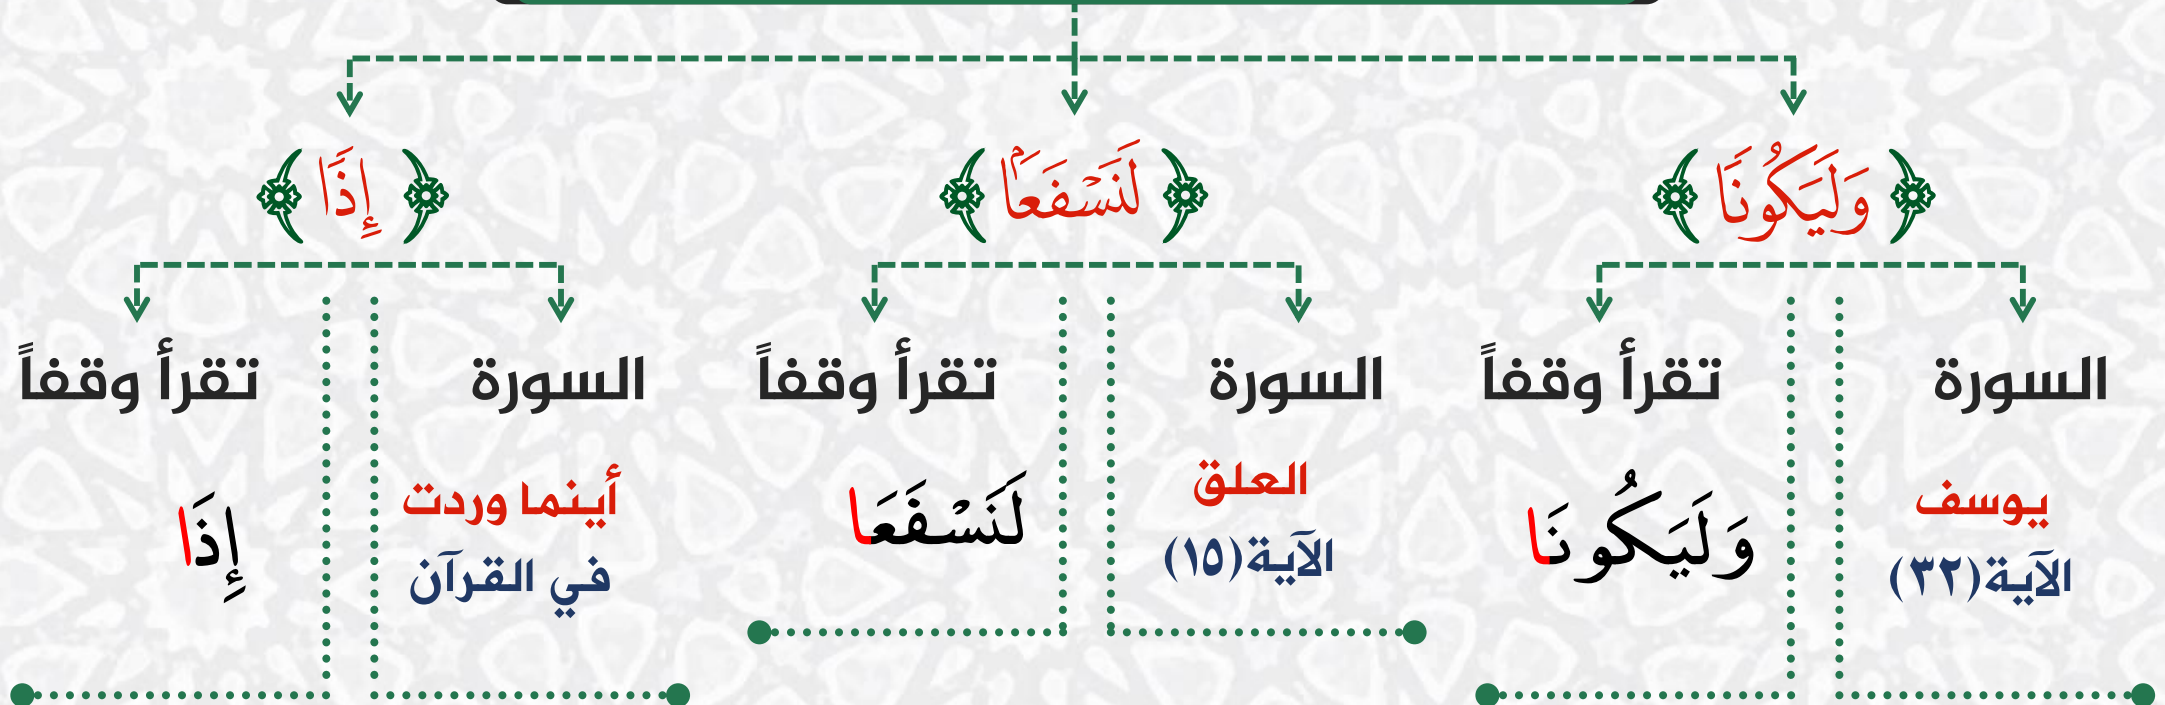 ﴿ وَلَيَكُونًا ﴾
﴿ لَنَسْفَعًۢا ﴾
﴿ إِذًا ﴾
السورة
تقرأ وقفاً
السورة
تقرأ وقفاً
السورة
تقرأ وقفاً
يوسف
الآية(٣٢)
وَلَيَكُونَا
العلق
الآية(١٥)
لَنَسْفَعَا
أينما وردت
في القرآن
إِذَا